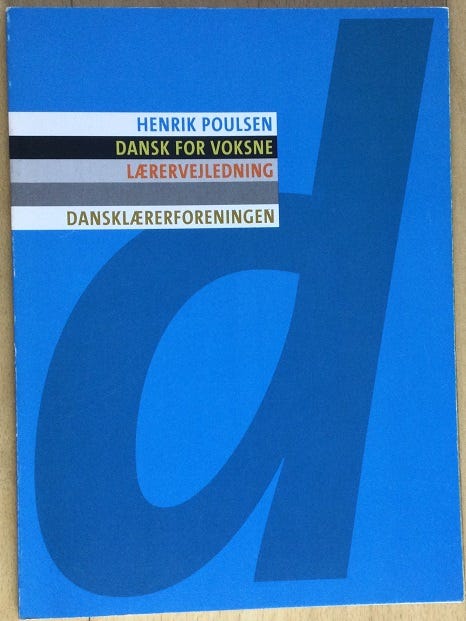 HENRIK POULSEN
DANSK FOR VOKSNE
LÆRERVEJLEDNING
DANSKLÆRERFORENINGEN
d